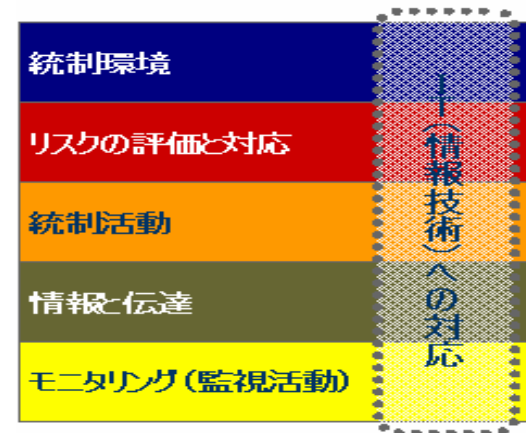 統制環境
リスクの評価と対応
統制活動
情報と伝達
モニタリング(監視活動)
IT(情報技術)への対応